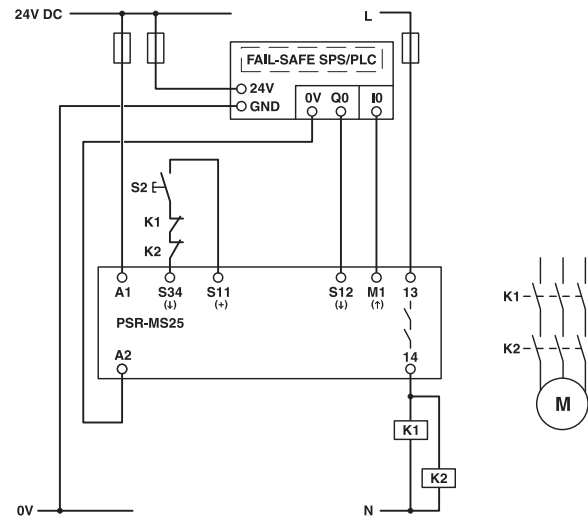 24V DC
L
FAIL-SAFE SPS/PLC
24V
GND
0V Q0 I0
S2
K1
K2
A1 S34 S11 S12 M1 13
(↓) (+) (↓) (↑)
PSR-MS25
A2 14
K1
K2
M
K1
K2
0V
N